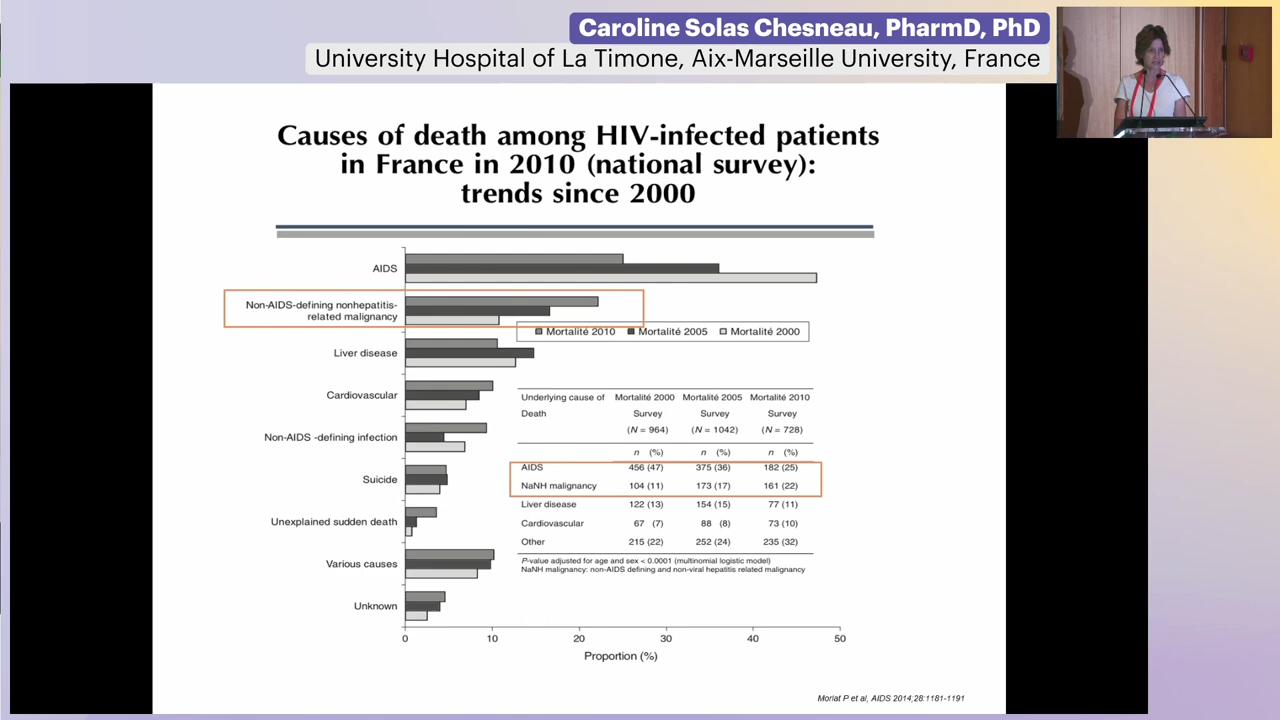 Caroline Solas Chesneau, PharmD, PhD
University Hospital of La Timone, Aix-Marseille University, France
Causes of death among HIV-infected patients
in France in 2010 (national survey):
trends since 2000
AIDS
Non-AIDS-defining nonhepatitis-
related malignancy
Liver disease
Cardiovascular
Non-AIDS -defining infection
Suicide
Unexplained sudden death
Various causes
Unknown
0 10 20 30 40 50
Proportion (%)
Mortalité 2010 Mortalité 2005 Mortalité 2000
Underlying cause of Mortalité 2000 Mortalité 2005 Mortalité 2010
Death Survey Survey Survey
(N = 964) (N = 1042) (N = 728)
n (%) n (%) n (%)
AIDS 456 (47) 375 (36) 182 (25)
NaNH malignancy 104 (11) 173 (17) 161 (22)
Liver disease 122 (13) 154 (15) 77 (11)
Cardiovascular 67 (7) 88 (8) 73 (10)
Other 215 (22) 252 (24) 235 (32)
P-value adjusted for age and sex < 0.0001 (multinomial logistic model)
NaNH malignancy: non-AIDS defining and non-viral hepatitis related malignancy
Morlat P et al, AIDS 2014;28:1181-1191